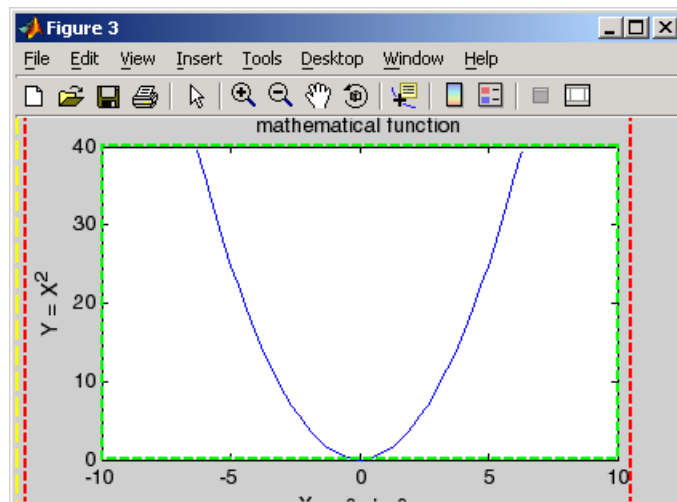 Figure 3
File Edit View Insert Tools Desktop Window Help
mathematical function
40
30
20
10
0
Y = X²
-10 -5 0 5 10